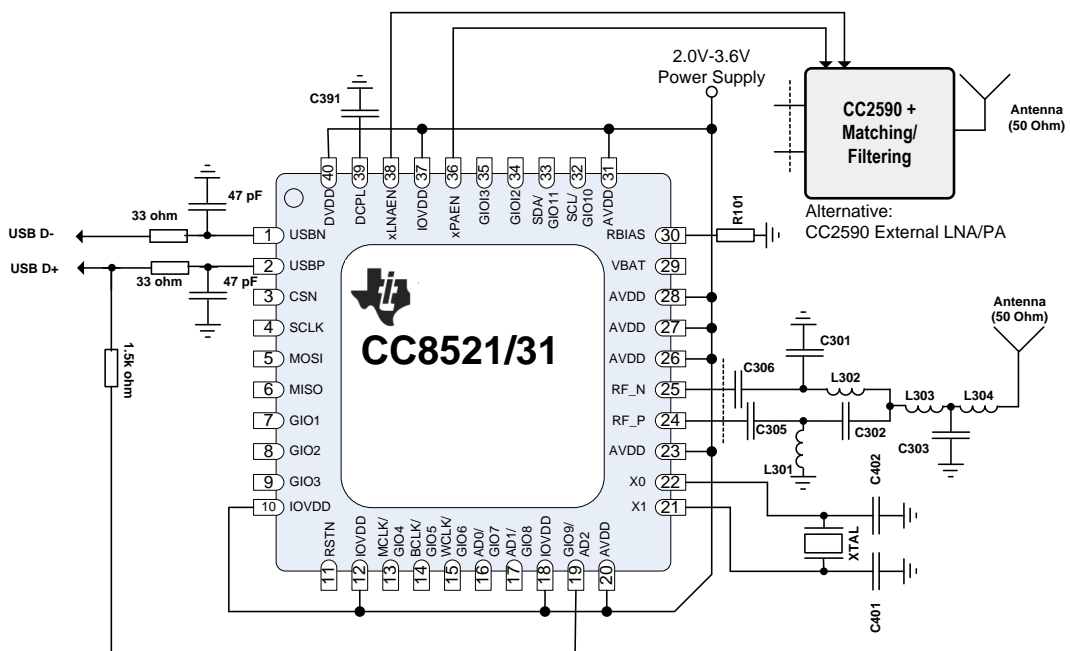 2.0V-3.6V
Power Supply
C391
CC2590 +
Matching/
Filtering
Antenna
(50 Ohm)
Alternative:
CC2590 External LNA/PA
40
39
38
37
36
35
34
33
32
31
DVDD
DCPL
xLNAEN
IOVDD
xPAEN
GIOI3
GIOI2
SDA/
GIO11
SCL/
GIO10
AVDD
47 pF
33 ohm
USB D-
USB D+
33 ohm
47 pF
1.5k ohm
1 USBN
2 USBP
3 CSN
4 SCLK
5 MOSI
6 MISO
7 GIO1
8 GIO2
9 GIO3
10 IOVDD
CC8521/31
RBIAS 30
VBAT 29
AVDD 28
AVDD 27
AVDD 26
RF_N 25
RF_P 24
AVDD 23
X0 22
X1 21
R101
Antenna
(50 Ohm)
C301
C306
L302
L303
L304
C305
C302
C303
L301
C402
XTAL
C401
RSTN
IOVDD
MCLK/
GIO4
BCLK/
GIO5
WCLK/
GIO6
AD0/
GIO7
AD1/
GIO8
IOVDD
GIO9/
AD2
AVDD
11
12
13
14
15
16
17
18
19
20